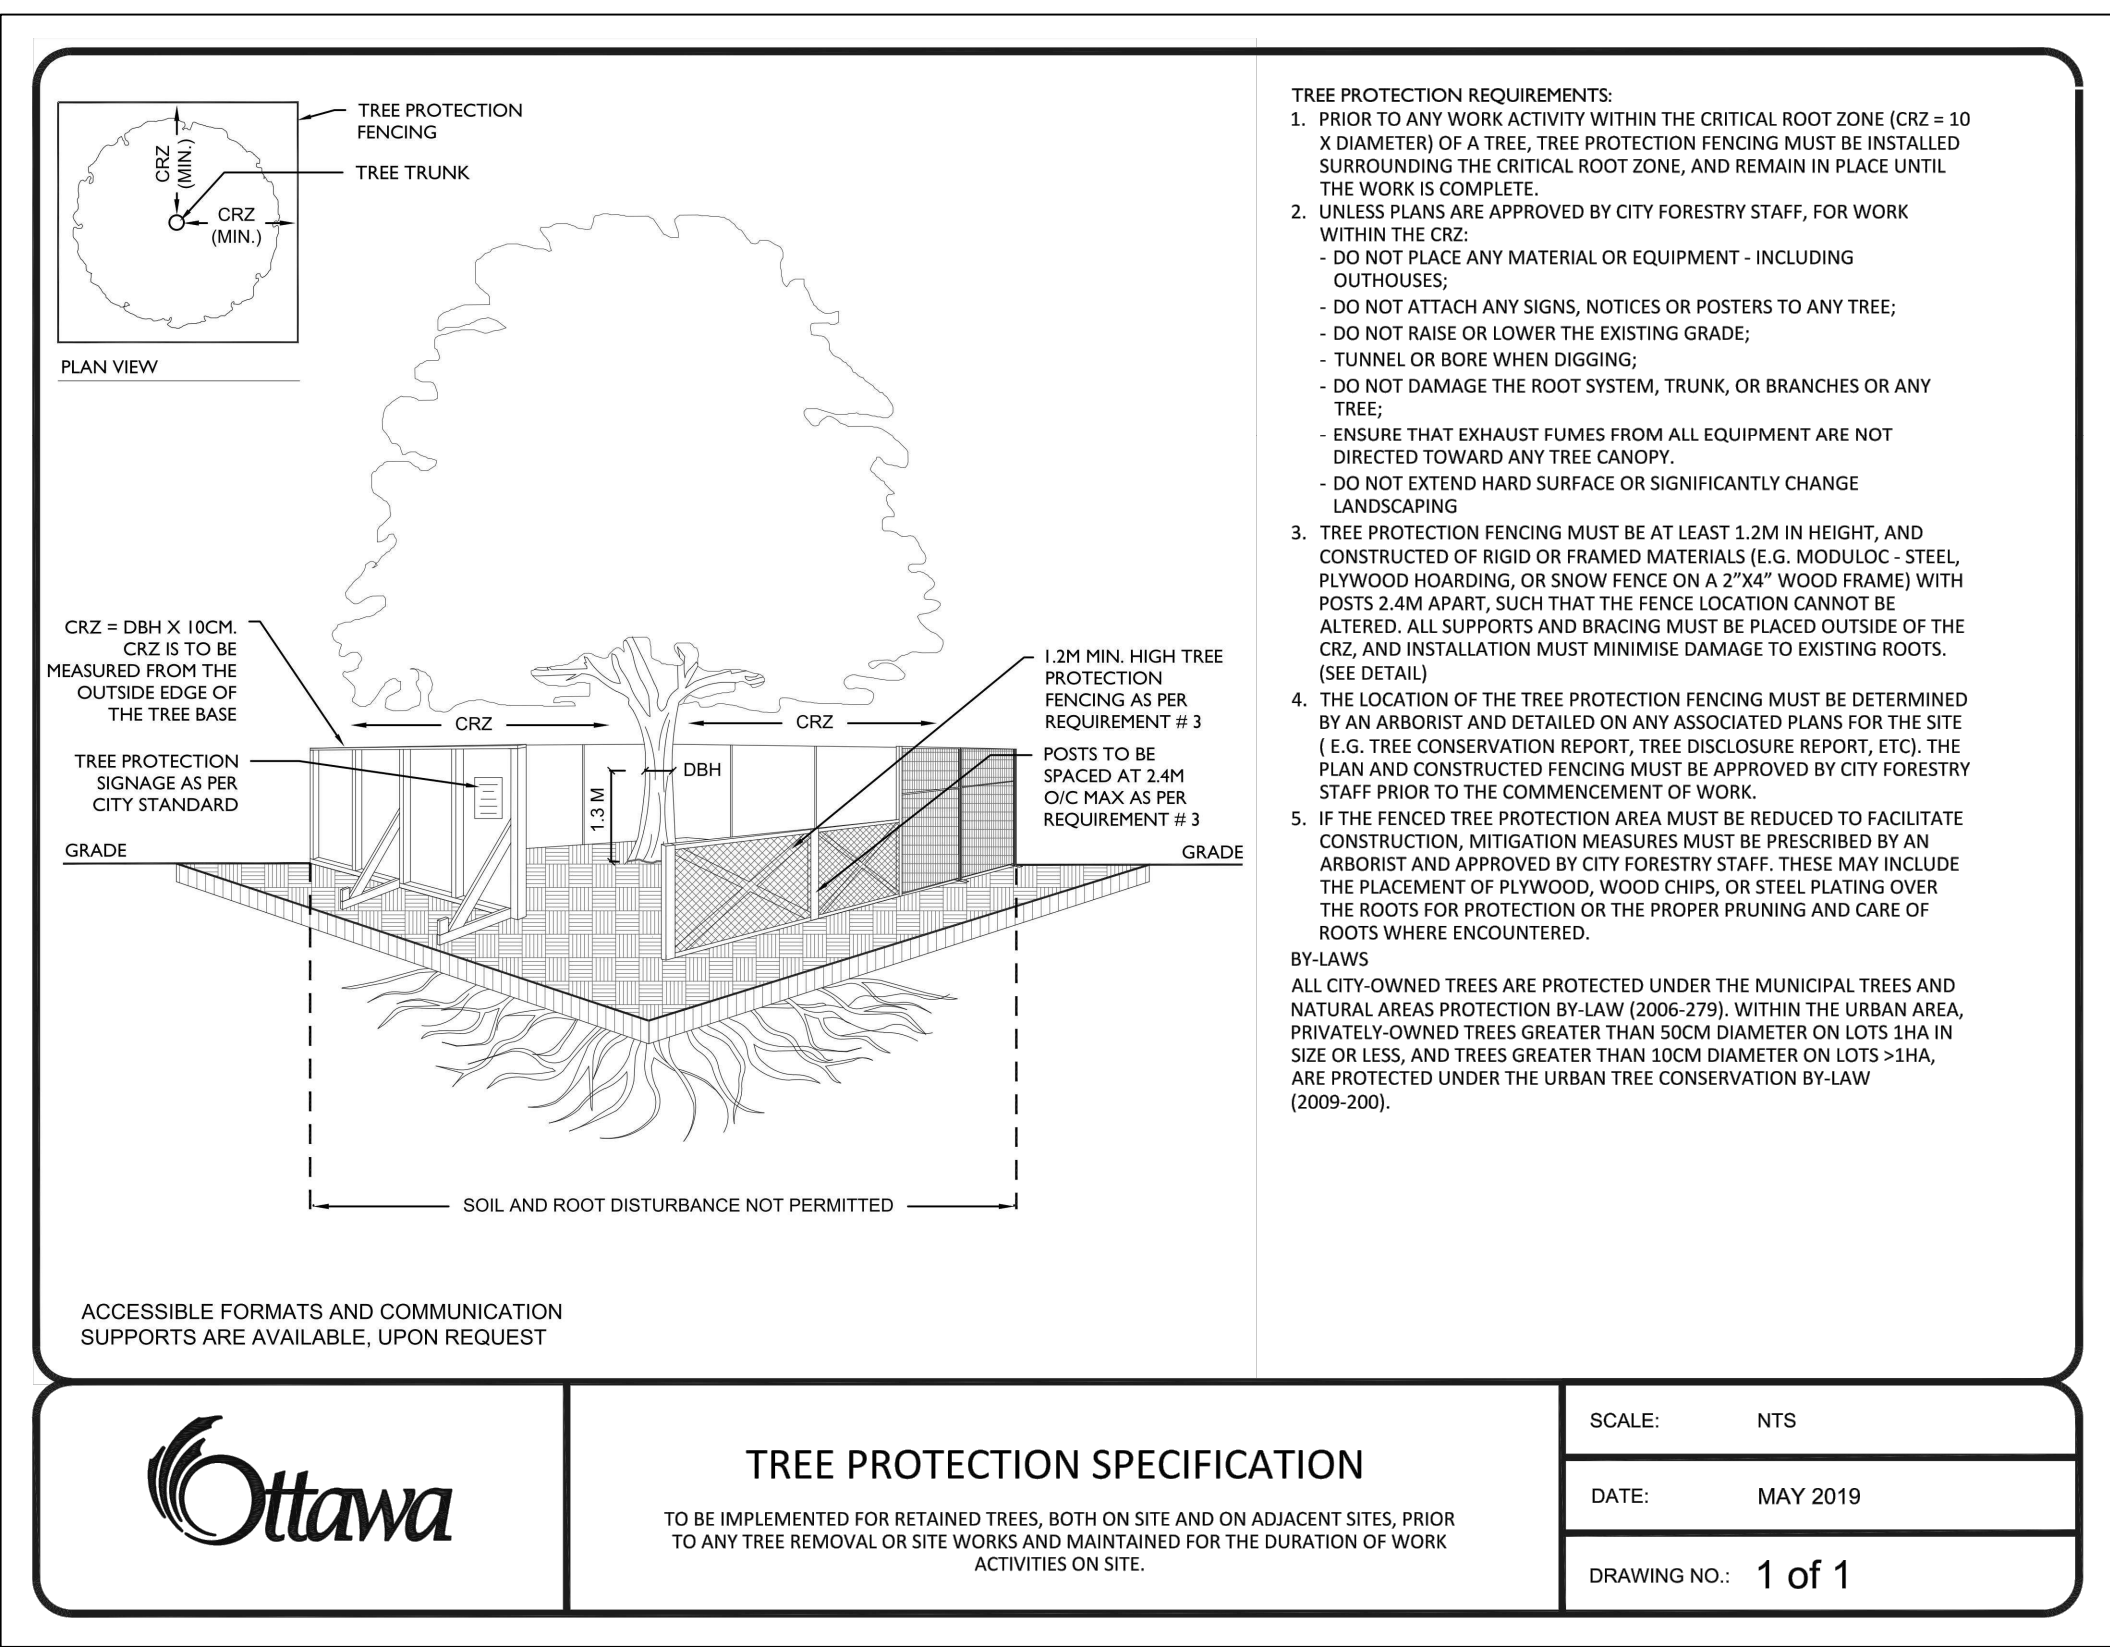 TREE PROTECTION
FENCING
TREE TRUNK
CRZ
(MIN.)
CRZ
(MIN.)
PLAN VIEW
CRZ = DBH X 10CM.
CRZ IS TO BE
MEASURED FROM THE
OUTSIDE EDGE OF
THE TREE BASE
TREE PROTECTION
SIGNAGE AS PER
CITY STANDARD
GRADE
CRZ
CRZ
DBH
1.3 M
1.2M MIN. HIGH TREE
PROTECTION
FENCING AS PER
REQUIREMENT # 3
POSTS TO BE
SPACED AT 2.4M
O/C MAX AS PER
REQUIREMENT # 3
GRADE
SOIL AND ROOT DISTURBANCE NOT PERMITTED
ACCESSIBLE FORMATS AND COMMUNICATION
SUPPORTS ARE AVAILABLE, UPON REQUEST
TREE PROTECTION REQUIREMENTS:
1. PRIOR TO ANY WORK ACTIVITY WITHIN THE CRITICAL ROOT ZONE (CRZ = 10
X DIAMETER) OF A TREE, TREE PROTECTION FENCING MUST BE INSTALLED
SURROUNDING THE CRITICAL ROOT ZONE, AND REMAIN IN PLACE UNTIL
THE WORK IS COMPLETE.
2. UNLESS PLANS ARE APPROVED BY CITY FORESTRY STAFF, FOR WORK
WITHIN THE CRZ:
- DO NOT PLACE ANY MATERIAL OR EQUIPMENT - INCLUDING
OUTHOUSES;
- DO NOT ATTACH ANY SIGNS, NOTICES OR POSTERS TO ANY TREE;
- DO NOT RAISE OR LOWER THE EXISTING GRADE;
- TUNNEL OR BORE WHEN DIGGING;
- DO NOT DAMAGE THE ROOT SYSTEM, TRUNK, OR BRANCHES OR ANY
TREE;
- ENSURE THAT EXHAUST FUMES FROM ALL EQUIPMENT ARE NOT
DIRECTED TOWARD ANY TREE CANOPY.
- DO NOT EXTEND HARD SURFACE OR SIGNIFICANTLY CHANGE
LANDSCAPING
3. TREE PROTECTION FENCING MUST BE AT LEAST 1.2M IN HEIGHT, AND
CONSTRUCTED OF RIGID OR FRAMED MATERIALS (E.G. MODULOC - STEEL,
PLYWOOD HOARDING, OR SNOW FENCE ON A 2”X4” WOOD FRAME) WITH
POSTS 2.4M APART, SUCH THAT THE FENCE LOCATION CANNOT BE
ALTERED. ALL SUPPORTS AND BRACING MUST BE PLACED OUTSIDE OF THE
CRZ, AND INSTALLATION MUST MINIMISE DAMAGE TO EXISTING ROOTS.
(SEE DETAIL)
4. THE LOCATION OF THE TREE PROTECTION FENCING MUST BE DETERMINED
BY AN ARBORIST AND DETAILED ON ANY ASSOCIATED PLANS FOR THE SITE
( E.G. TREE CONSERVATION REPORT, TREE DISCLOSURE REPORT, ETC). THE
PLAN AND CONSTRUCTED FENCING MUST BE APPROVED BY CITY FORESTRY
STAFF PRIOR TO THE COMMENCEMENT OF WORK.
5. IF THE FENCED TREE PROTECTION AREA MUST BE REDUCED TO FACILITATE
CONSTRUCTION, MITIGATION MEASURES MUST BE PRESCRIBED BY AN
ARBORIST AND APPROVED BY CITY FORESTRY STAFF. THESE MAY INCLUDE
THE PLACEMENT OF PLYWOOD, WOOD CHIPS, OR STEEL PLATING OVER
THE ROOTS FOR PROTECTION OR THE PROPER PRUNING AND CARE OF
ROOTS WHERE ENCOUNTERED.
BY-LAWS
ALL CITY-OWNED TREES ARE PROTECTED UNDER THE MUNICIPAL TREES AND
NATURAL AREAS PROTECTION BY-LAW (2006-279). WITHIN THE URBAN AREA,
PRIVATELY-OWNED TREES GREATER THAN 50CM DIAMETER ON LOTS 1HA IN
SIZE OR LESS, AND TREES GREATER THAN 10CM DIAMETER ON LOTS >1HA,
ARE PROTECTED UNDER THE URBAN TREE CONSERVATION BY-LAW
(2009-200).
Ottawa
TREE PROTECTION SPECIFICATION
TO BE IMPLEMENTED FOR RETAINED TREES, BOTH ON SITE AND ON ADJACENT SITES, PRIOR
TO ANY TREE REMOVAL OR SITE WORKS AND MAINTAINED FOR THE DURATION OF WORK
ACTIVITIES ON SITE.
SCALE: NTS
DATE: MAY 2019
DRAWING NO.: 1 of 1